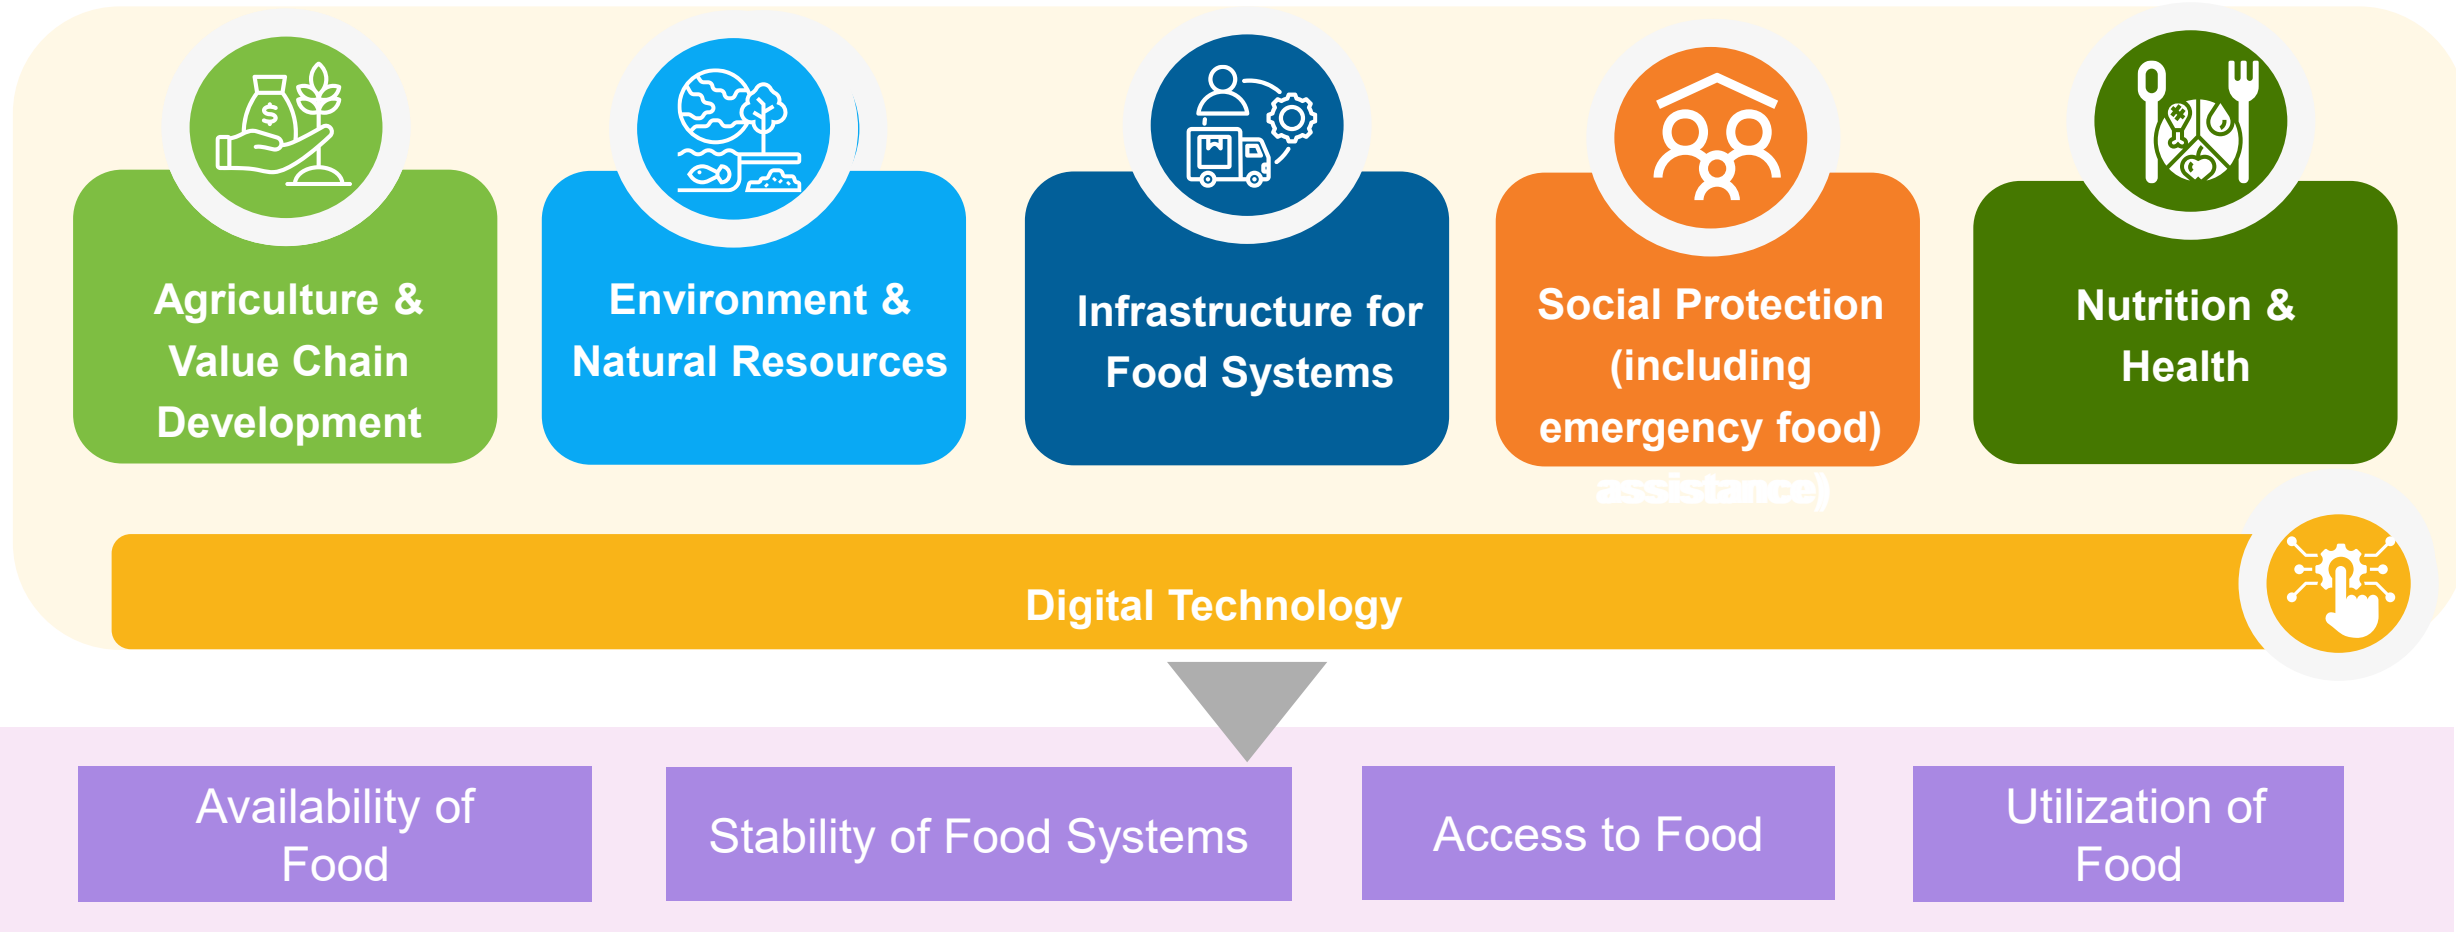 Agriculture &
Value Chain
Development
Environment &
Natural Resources
Infrastructure for
Food Systems
Social Protection
(including
emergency food)
assistance)
Nutrition &
Health
Digital Technology
Availability of
Food
Stability of Food Systems
Access to Food
Utilization of
Food